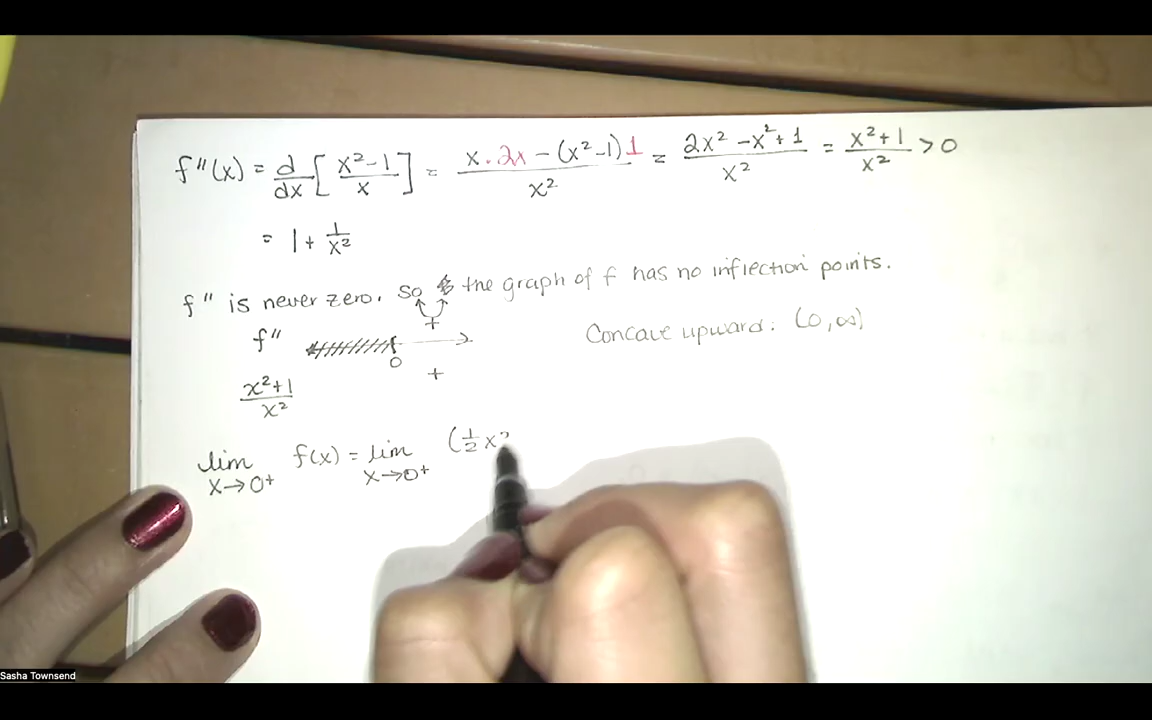 f''(x) = d/dx [ x²-1 / x ] = x · 2x - (x²-1)1 / x² = 2x² - x² + 1 / x² = x²+1 / x² > 0
= 1 + 1/x²
f'' is never zero, so the graph of f has no inflection points.
+
f''
0
+
Concave upward: (0, ∞)
x²+1 / x²
lim x→0⁺ f(x) = lim x→0⁺ (½x²
Sasha Townsend